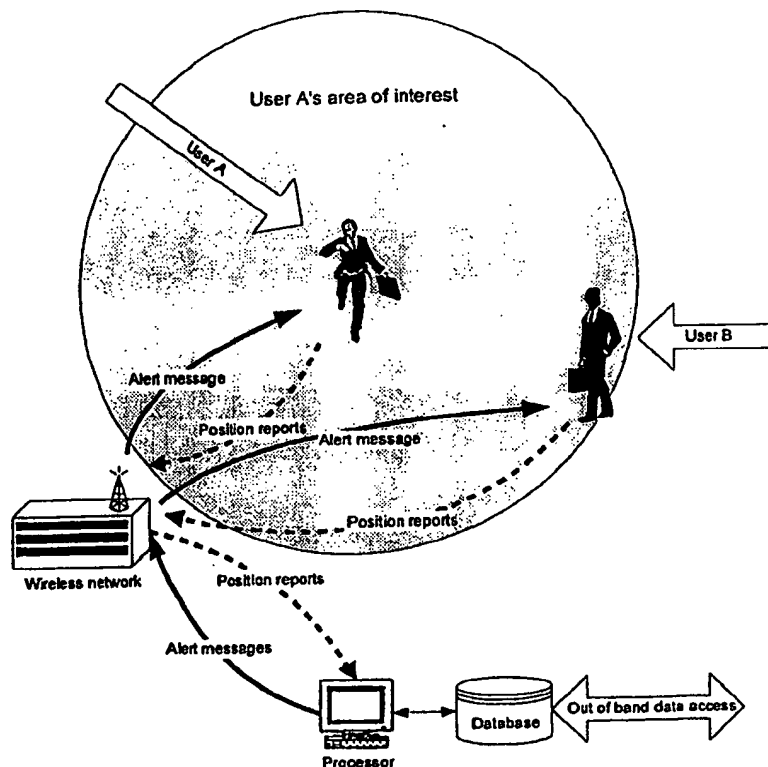 User A's area of interest
User A
User B
Alert message
Position reports
Alert message
Position reports
Wireless network
Position reports
Alert messages
Database
Out of band data access
Processor